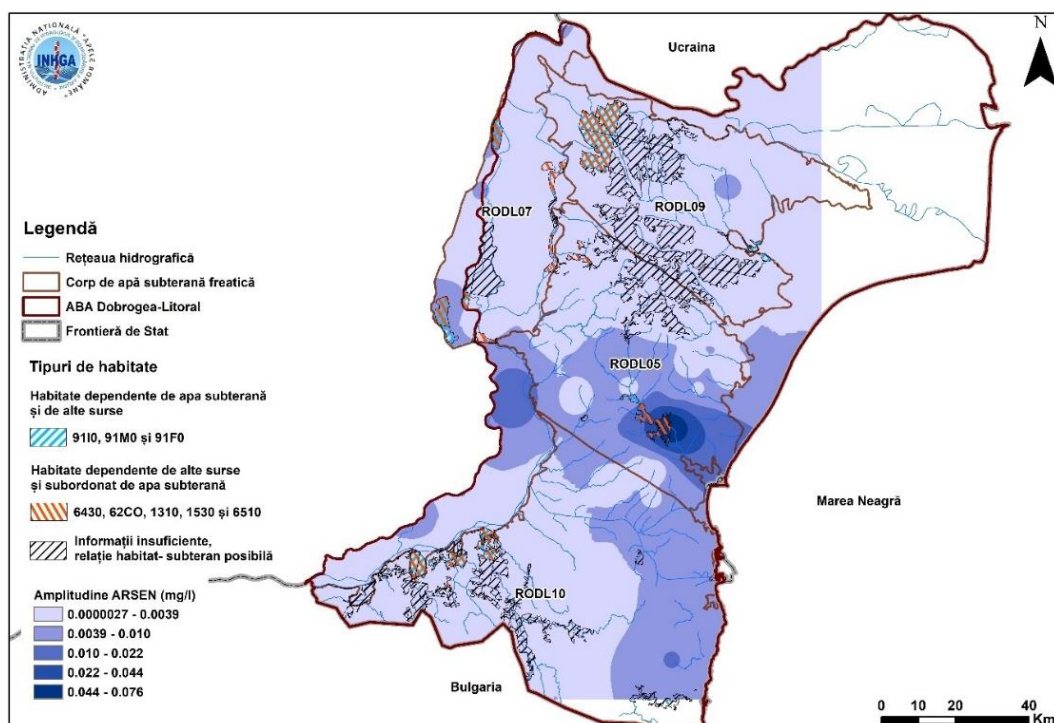 ADMINISTRAȚIA NAȚIONALĂ "APELE ROMÂNE"
INHGA
N
Ucraina
RODL07
RODL09
RODL05
RODL10
Marea Neagră
Bulgaria
Legendă
Rețeaua hidrografică
Corp de apă subterană freatică
ABA Dobrogea-Litoral
Frontieră de Stat
Tipuri de habitate
Habitate dependente de apa subterană
și de alte surse
91I0, 91M0 și 91F0
Habitate dependente de alte surse
și subordonat de apa subterană
6430, 62CO, 1310, 1530 și 6510
Informații insuficiente,
relație habitat- subteran posibilă
Amplitudine ARSEN (mg/l)
0.0000027 - 0.0039
0.0039 - 0.010
0.010 - 0.022
0.022 - 0.044
0.044 - 0.076
0 10 20 40
Km